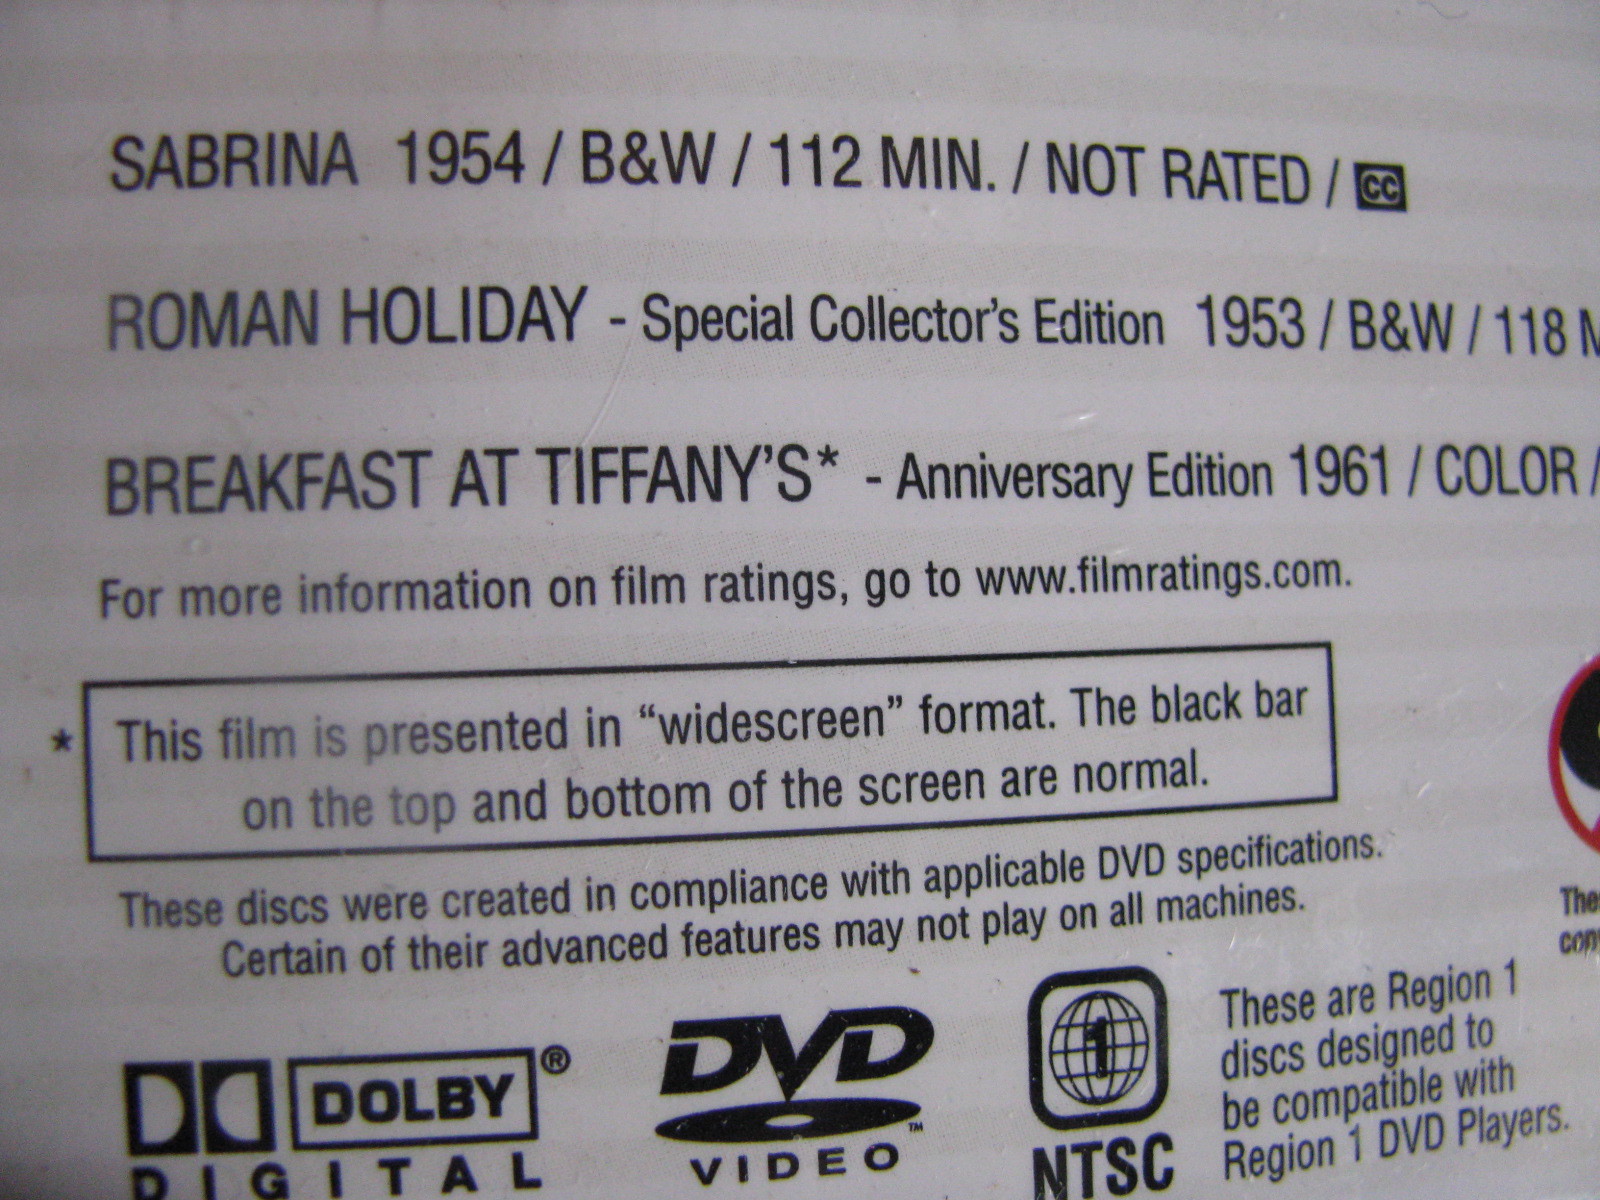 SABRINA 1954 / B&W / 112 MIN. / NOT RATED / CC
ROMAN HOLIDAY - Special Collector's Edition 1953 / B&W / 118 M
BREAKFAST AT TIFFANY'S* - Anniversary Edition 1961 / COLOR /
For more information on film ratings, go to www.filmratings.com.
* This film is presented in “widescreen” format. The black bar
on the top and bottom of the screen are normal.
These discs were created in compliance with applicable DVD specifications.
Certain of their advanced features may not play on all machines.
DOLBY®
DIGITAL
DVD
VIDEO™
1
NTSC
These are Region 1
discs designed to
be compatible with
Region 1 DVD Players.